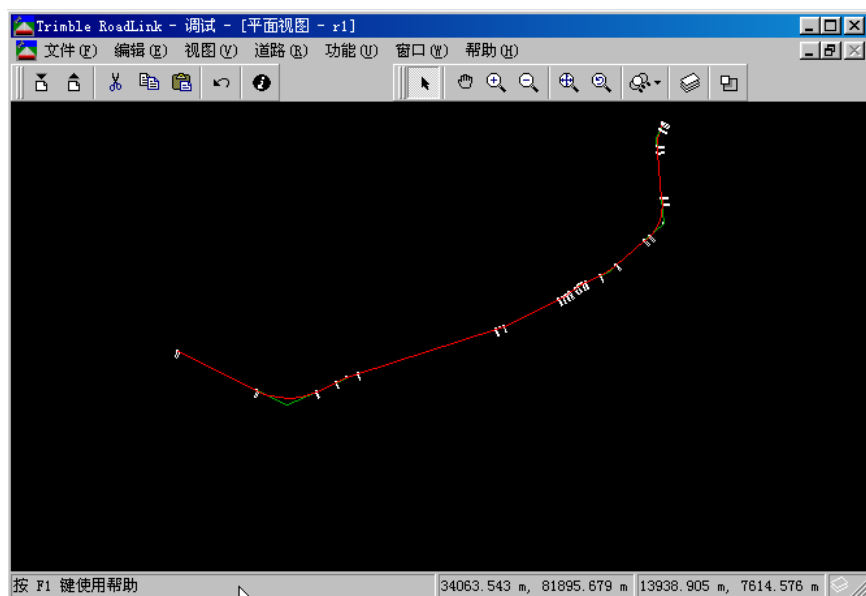 Trimble RoadLink - 调试 - [平面视图 - r1]
文件(F) 编辑(E) 视图(V) 道路(R) 功能(U) 窗口(W) 帮助(H)
按 F1 键使用帮助
34063.543 m, 81895.679 m 13938.905 m, 7614.576 m